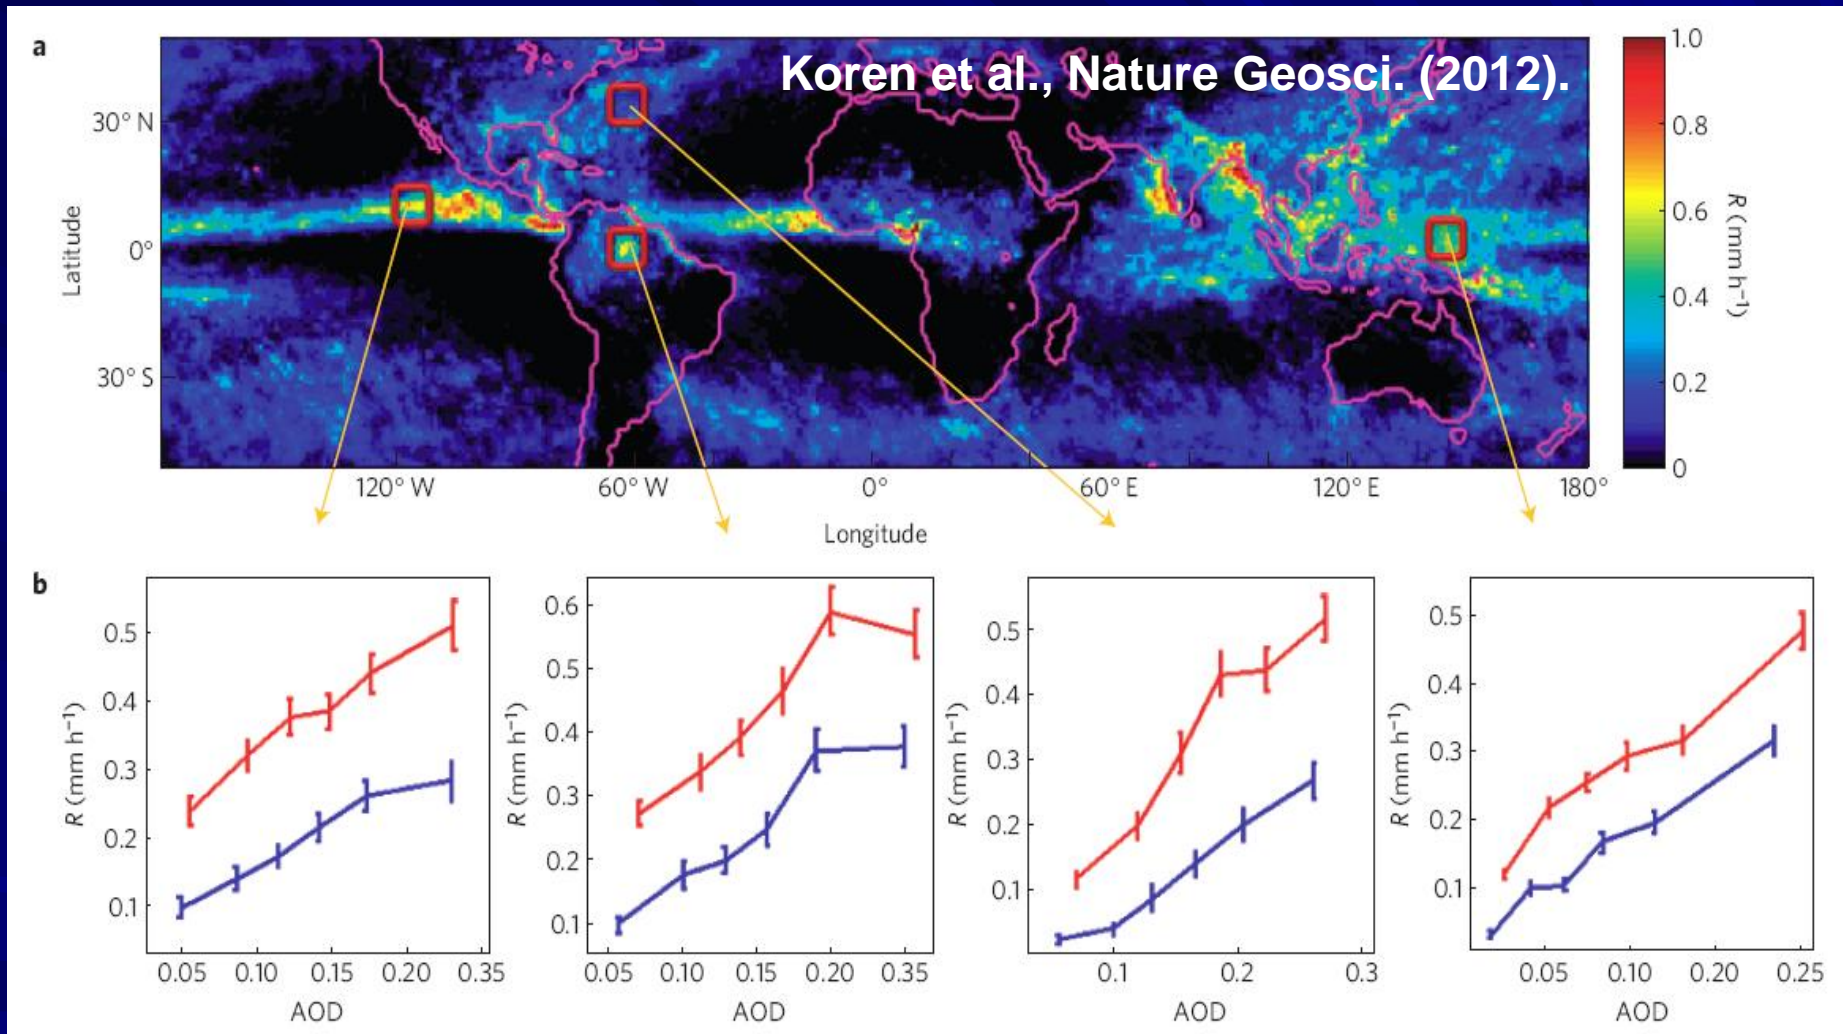 a
Koren et al., Nature Geosci. (2012).
30° N
0°
30° S
Latitude
120° W
60° W
0°
60° E
120° E
180°
Longitude
1.0
0.8
0.6
0.4
0.2
0
R (mm h⁻¹)
b
0.5
0.4
0.3
0.2
0.1
R (mm h⁻¹)
0.05 0.10 0.15 0.20 0.35
AOD
0.6
0.5
0.4
0.3
0.2
0.1
R (mm h⁻¹)
0.05 0.10 0.15 0.20 0.35
AOD
0.5
0.4
0.3
0.2
0.1
R (mm h⁻¹)
0.1 0.2 0.3
AOD
0.5
0.4
0.3
0.2
0.1
R (mm h⁻¹)
0.05 0.10 0.20 0.25
AOD